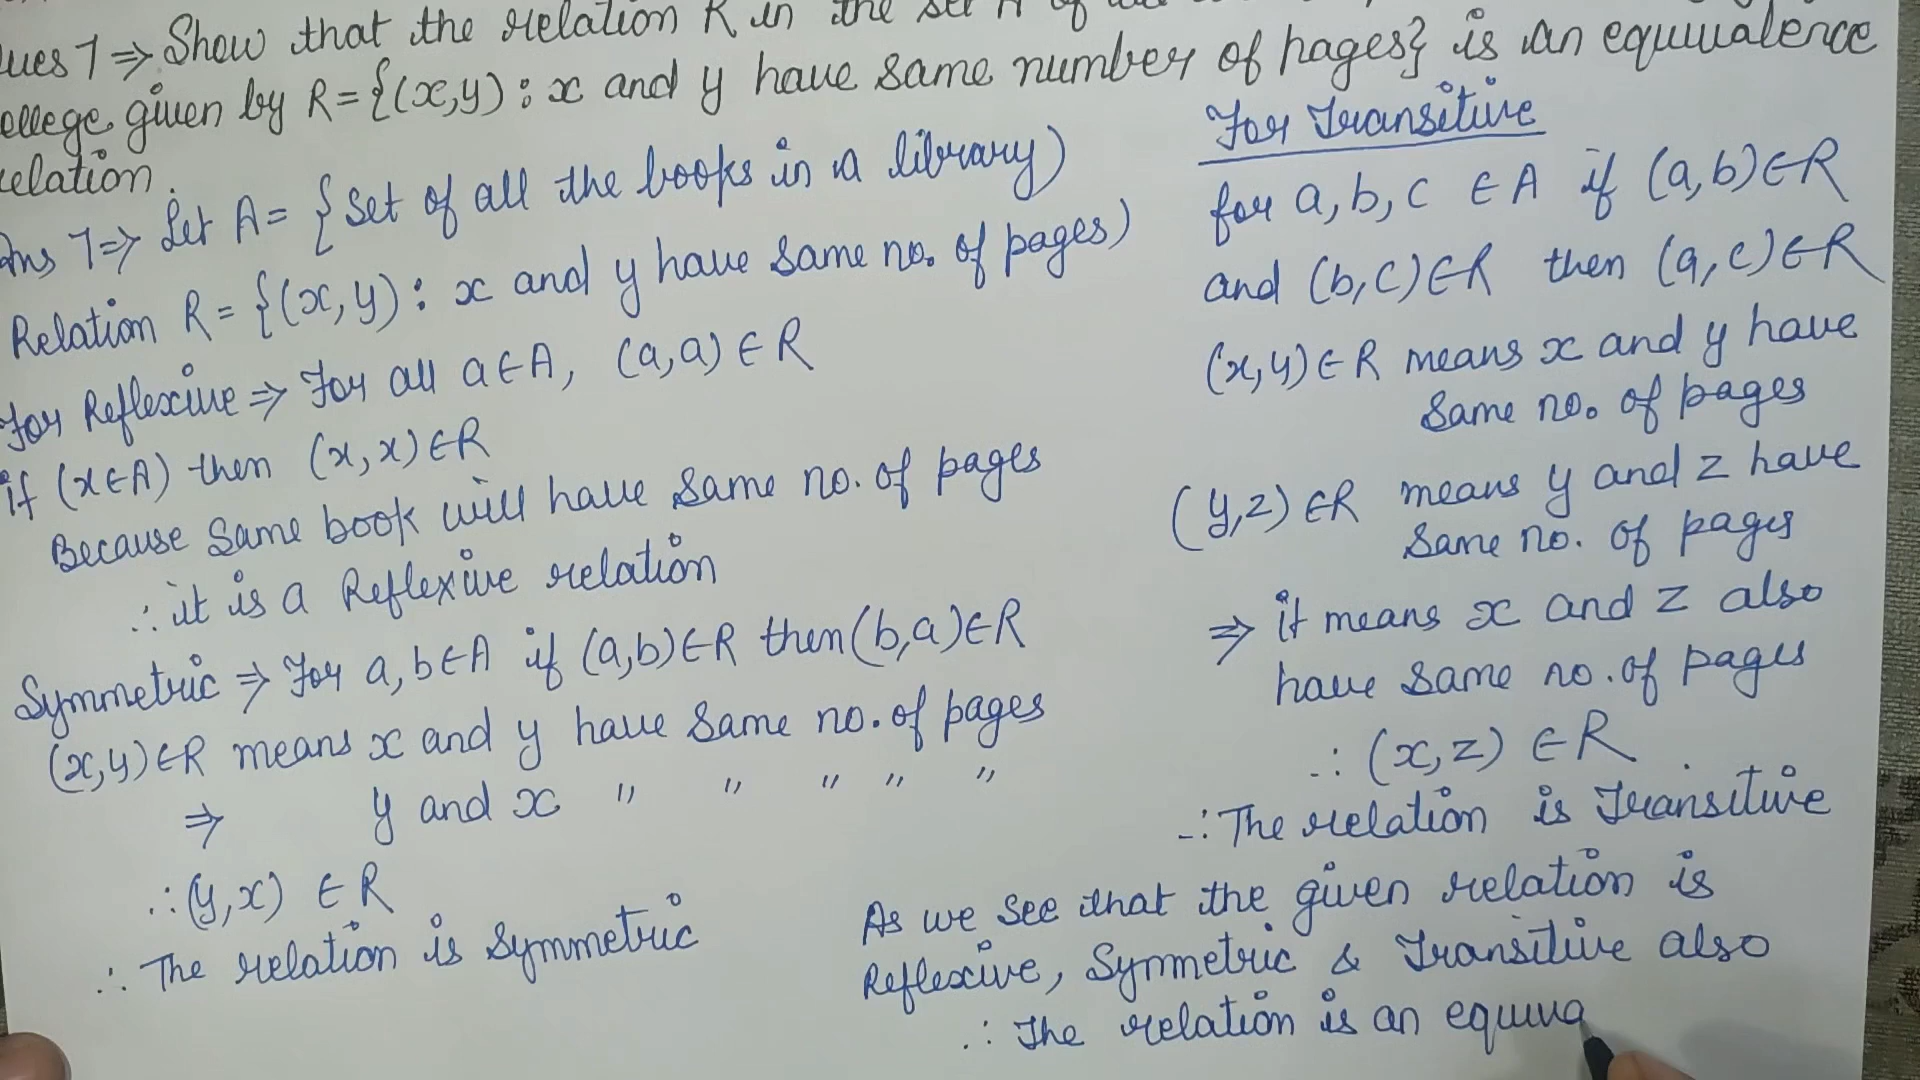 ues 7 ⇒ Show that the relation R in the set A of
ollege given by R = {(x,y) : x and y have same number of pages} is an equivalence
relation.
Ans 7 ⇒ Let A = {set of all the books in a library)
Relation R = {(x,y) : x and y have same no. of pages)
For Reflexive ⇒ For all a∈A, (a,a) ∈ R
if (x∈A) then (x,x) ∈R
Because same book will have same no. of pages
∴ it is a Reflexive relation
Symmetric ⇒ For a,b∈A if (a,b)∈R then (b,a)∈R
(x,y)∈R means x and y have same no. of pages
⇒ y and x " " " " "
∴ (y,x) ∈ R
∴ The relation is symmetric
For Transitive
for a, b, c ∈ A if (a,b)∈R
and (b,c)∈R then (a,c)∈R
(x,y)∈R means x and y have
same no. of pages
(y,z) ∈R means y and z have
same no. of pages
⇒ it means x and z also
have same no. of pages
∴ (x,z) ∈R
∴ The relation is Transitive
As we see that the given relation is
Reflexive, Symmetric & Transitive also
∴ The relation is an equiva